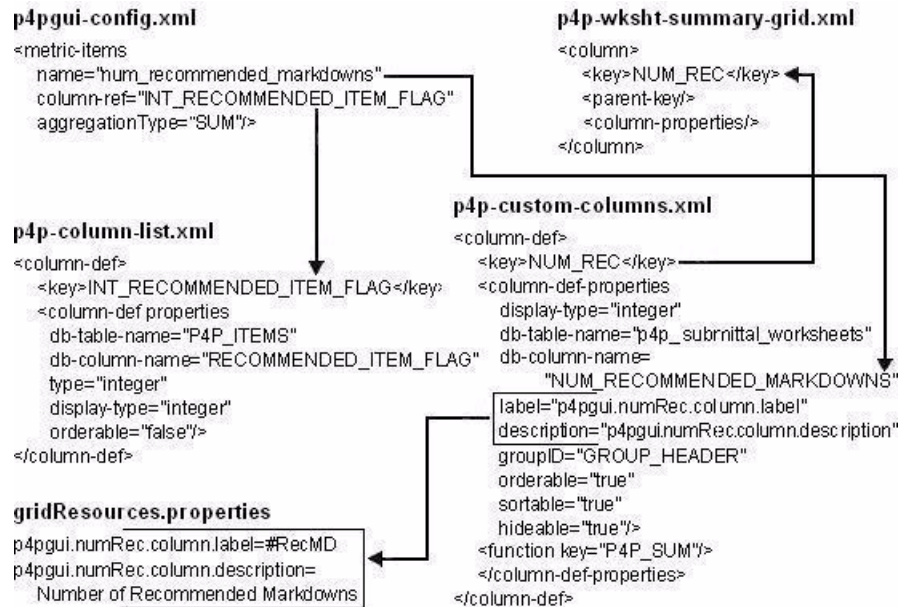 p4pgui-config.xml
<metric-items
name="num_recommended_markdowns"
column-ref="INT_RECOMMENDED_ITEM_FLAG"
aggregationType="SUM"/>
p4p-wksht-summary-grid.xml
<column>
<key>NUM_REC</key>
<parent-key/>
<column-properties/>
</column>
p4p-column-list.xml
<column-def>
<key>INT_RECOMMENDED_ITEM_FLAG</key>
<column-def properties
db-table-name="P4P_ITEMS"
db-column-name="RECOMMENDED_ITEM_FLAG"
type="integer"
display-type="integer"
orderable="false"/>
</column-def>
p4p-custom-columns.xml
<column-def>
<key>NUM_REC</key>
<column-def-properties
display-type="integer"
db-table-name="p4p_submittal_worksheets"
db-column-name=
"NUM_RECOMMENDED_MARKDOWNS"
label="p4pgui.numRec.column.label"
description="p4pgui.numRec.column.description"
groupID="GROUP_HEADER"
orderable="true"
sortable="true"
hideable="true"/>
<function key="P4P_SUM"/>
</column-def-properties>
</column-def>
gridResources.properties
p4pgui.numRec.column.label=#RecMD
p4pgui.numRec.column.description=
Number of Recommended Markdowns